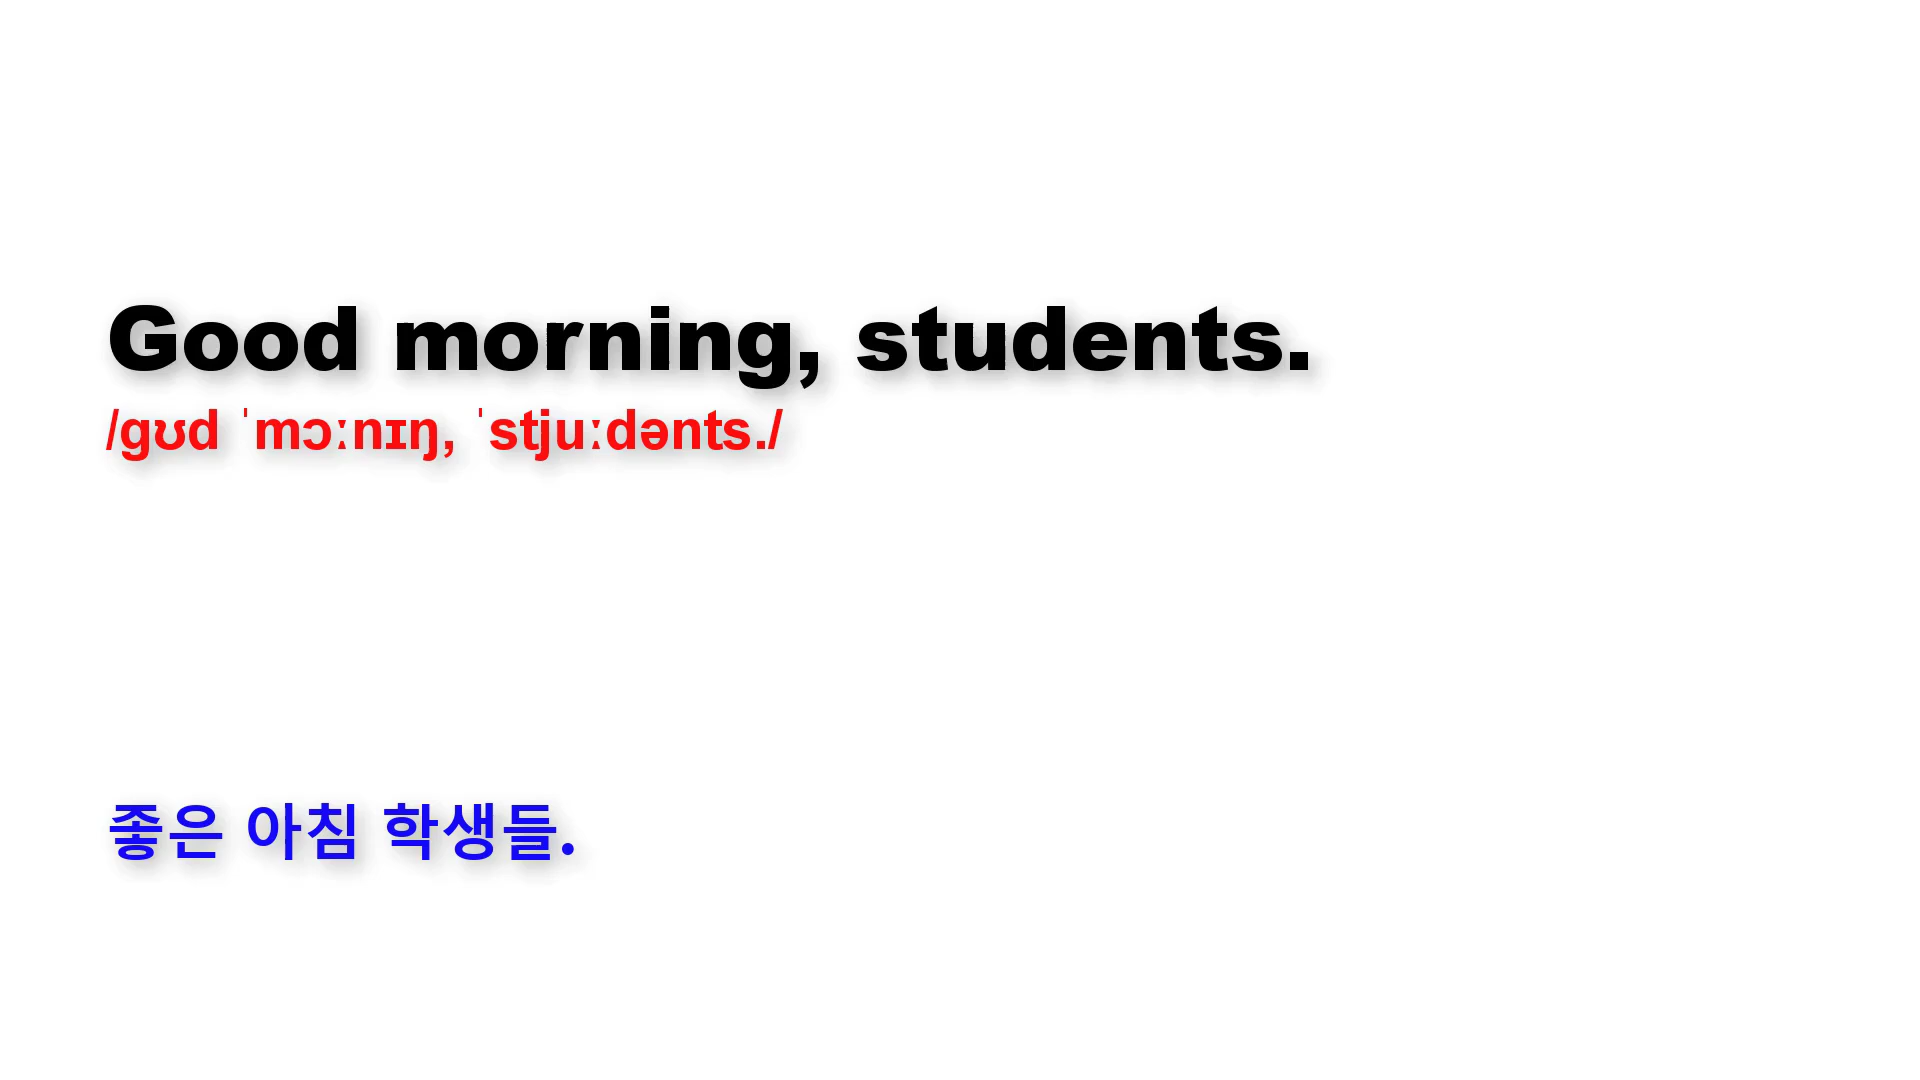 Good morning, students.
/gʊd ˈmɔːnɪŋ, ˈstjuːdənts./
좋은 아침 학생들.